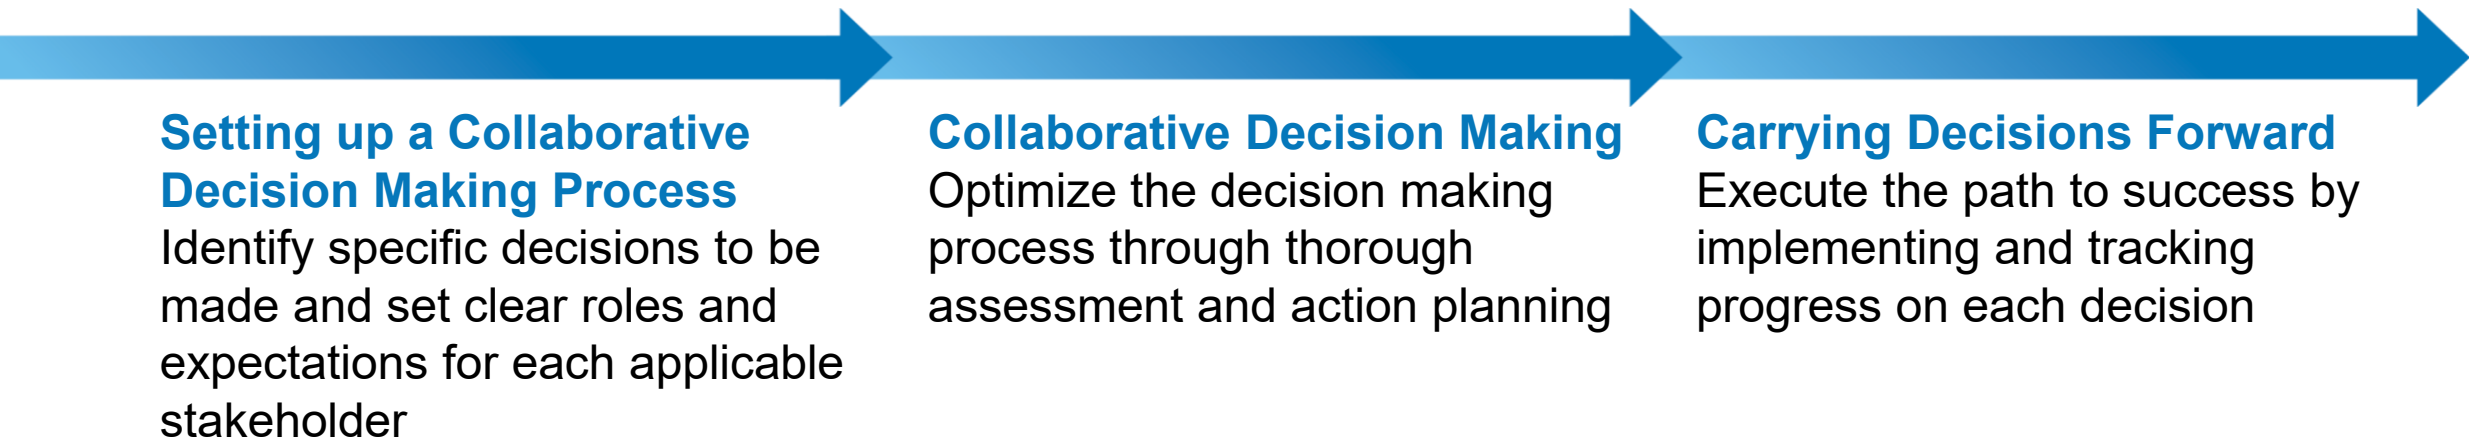 Setting up a Collaborative
Decision Making Process
Identify specific decisions to be
made and set clear roles and
expectations for each applicable
stakeholder
Collaborative Decision Making
Optimize the decision making
process through thorough
assessment and action planning
Carrying Decisions Forward
Execute the path to success by
implementing and tracking
progress on each decision